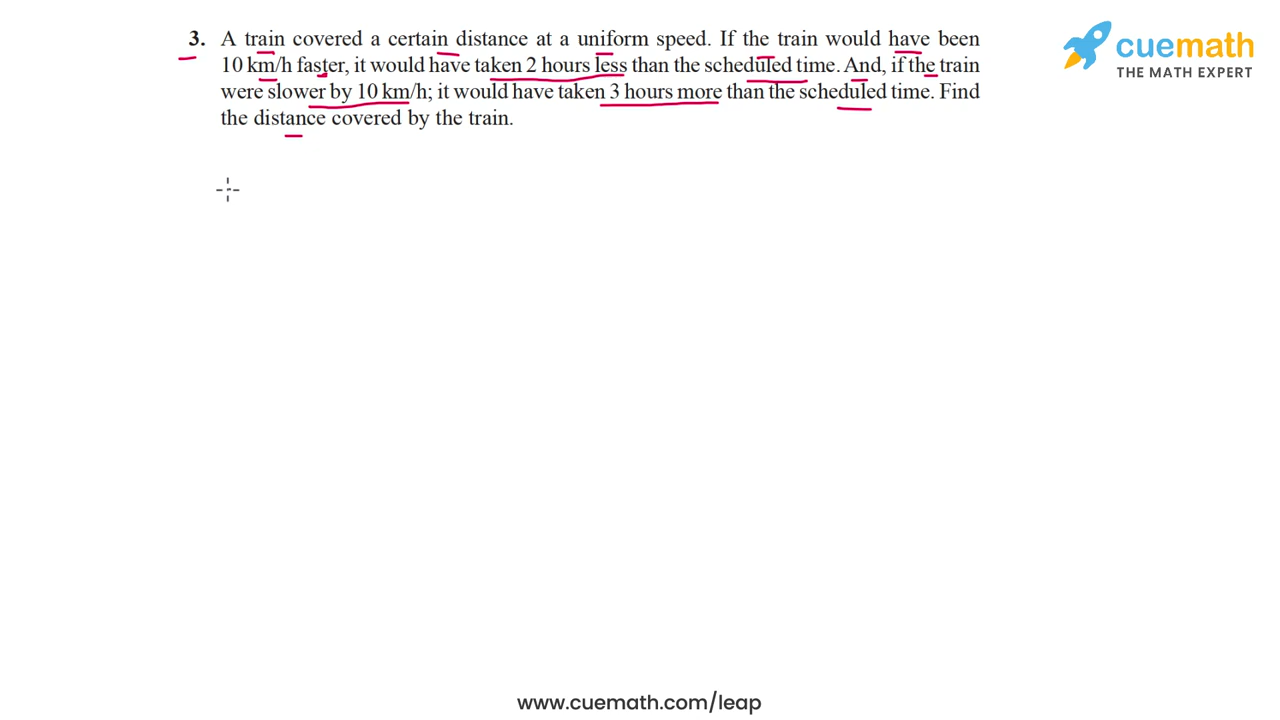 3. A train covered a certain distance at a uniform speed. If the train would have been
10 km/h faster, it would have taken 2 hours less than the scheduled time. And, if the train
were slower by 10 km/h; it would have taken 3 hours more than the scheduled time. Find
the distance covered by the train.
cuemath
THE MATH EXPERT
www.cuemath.com/leap